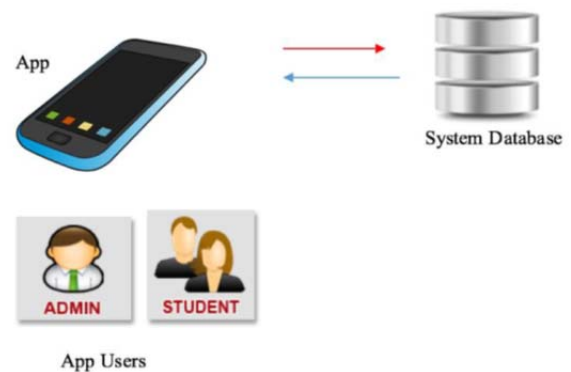 App
System Database
ADMIN
STUDENT
App Users